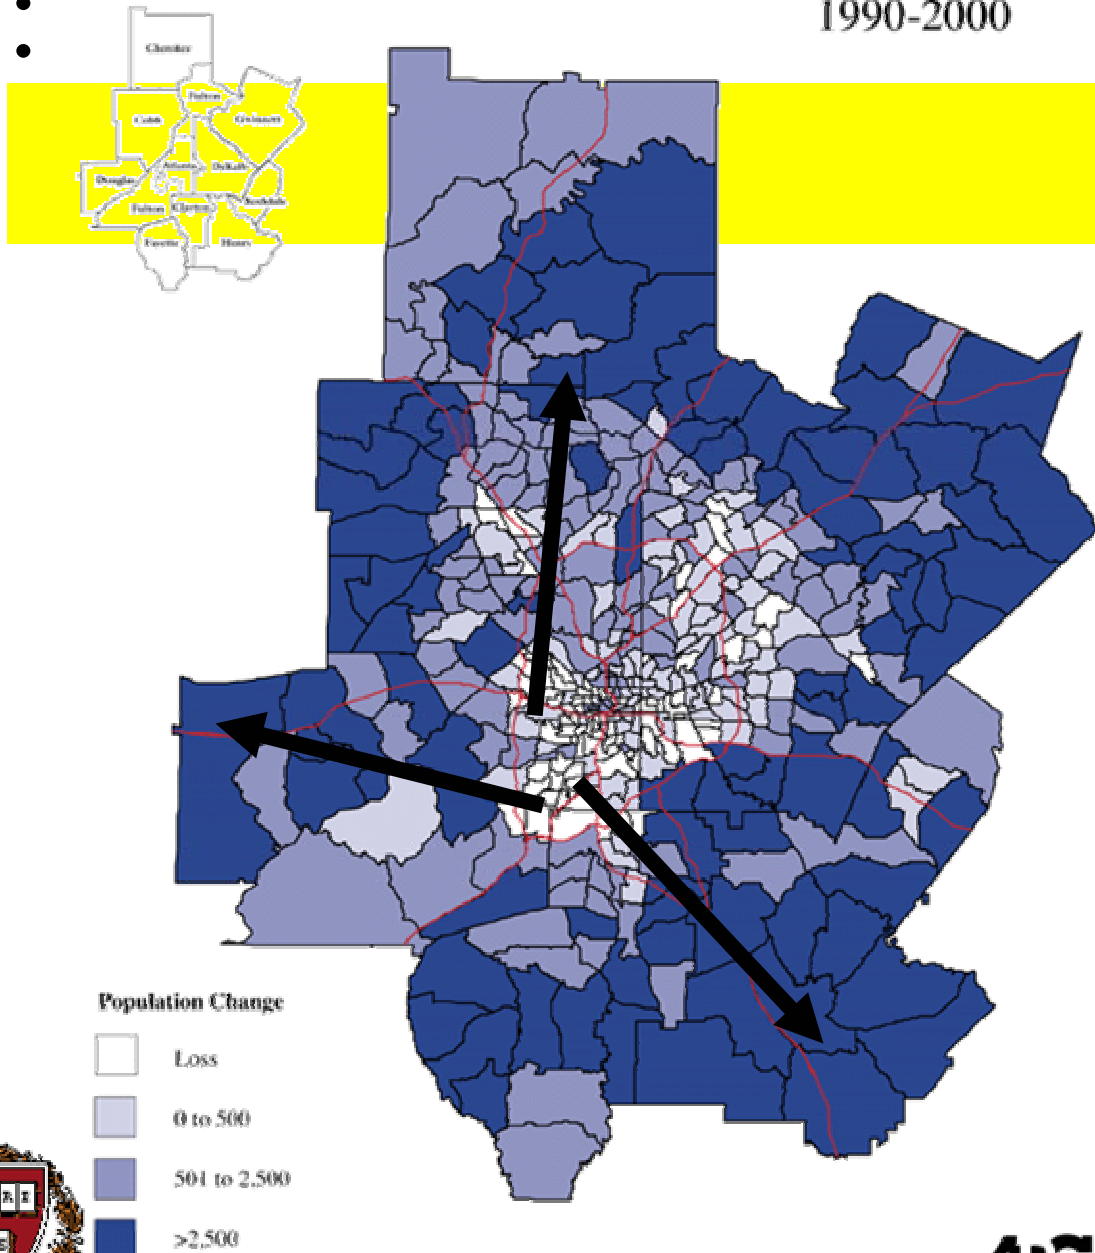 1990-2000
Cherokee
Fulton
Cobb
Gwinnett
Atlanta
DeKalb
Douglas
Rockdale
Fulton
Clayton
Fayette
Henry
Population Change
Loss
0 to 500
501 to 2,500
>2,500